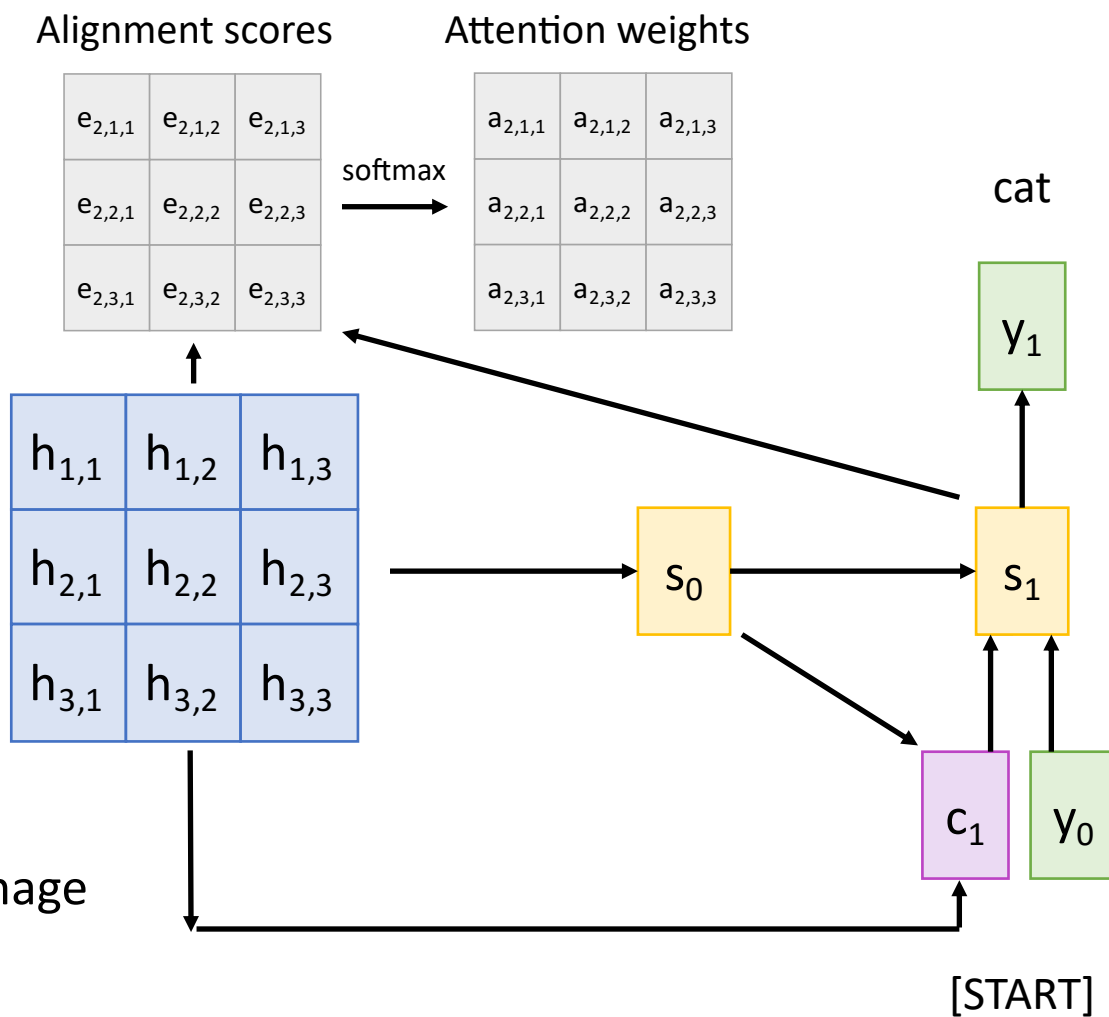 Alignment scores
Attention weights
e2,1,1 e2,1,2 e2,1,3
a2,1,1 a2,1,2 a2,1,3
softmax
cat
e2,2,1 e2,2,2 e2,2,3
a2,2,1 a2,2,2 a2,2,3
e2,3,1 e2,3,2 e2,3,3
a2,3,1 a2,3,2 a2,3,3
y1
h1,1 h1,2 h1,3
h2,1 h2,2 h2,3
s0
s1
h3,1 h3,2 h3,3
c1
y0
[START]